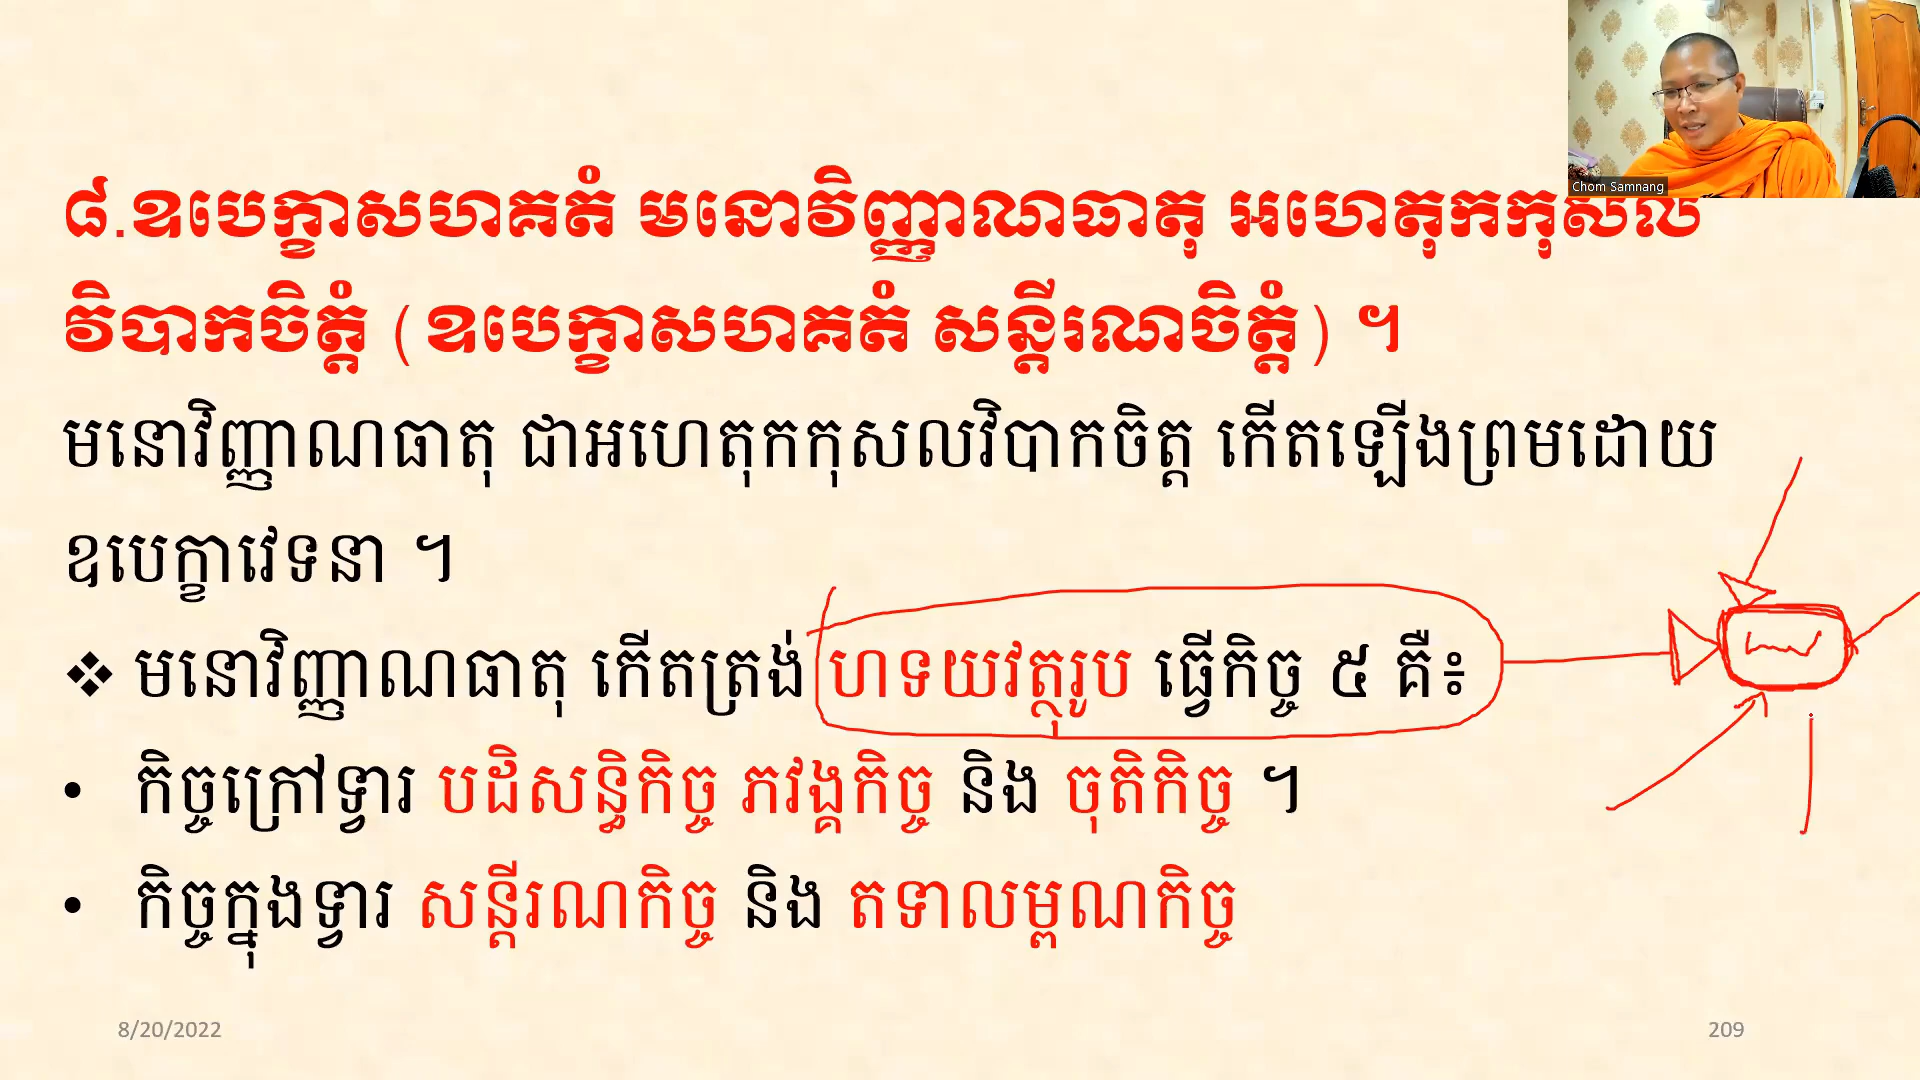 Chom Samnang
៨.ឧបេក្ខាសហគតំ មនោវិញ្ញាណធាតុ អហេតុកកុសល
វិបាកចិត្តំ (ឧបេក្ខាសហគតំ សន្តីរណចិត្តំ) ។
មនោវិញ្ញាណធាតុ ជាអហេតុកកុសលវិបាកចិត្ត កើតឡើងព្រមដោយ
ឧបេក្ខាវេទនា ។
❖ មនោវិញ្ញាណធាតុ កើតត្រង់ ហទយវត្ថុរូប ធ្វើកិច្ច ៥ គឺ៖
• កិច្ចក្រៅទ្វារ បដិសន្ធិកិច្ច ភវង្គកិច្ច និង ចុតិកិច្ច ។
• កិច្ចក្នុងទ្វារ សន្តីរណកិច្ច និង តទាលម្ពណកិច្ច
8/20/2022
209